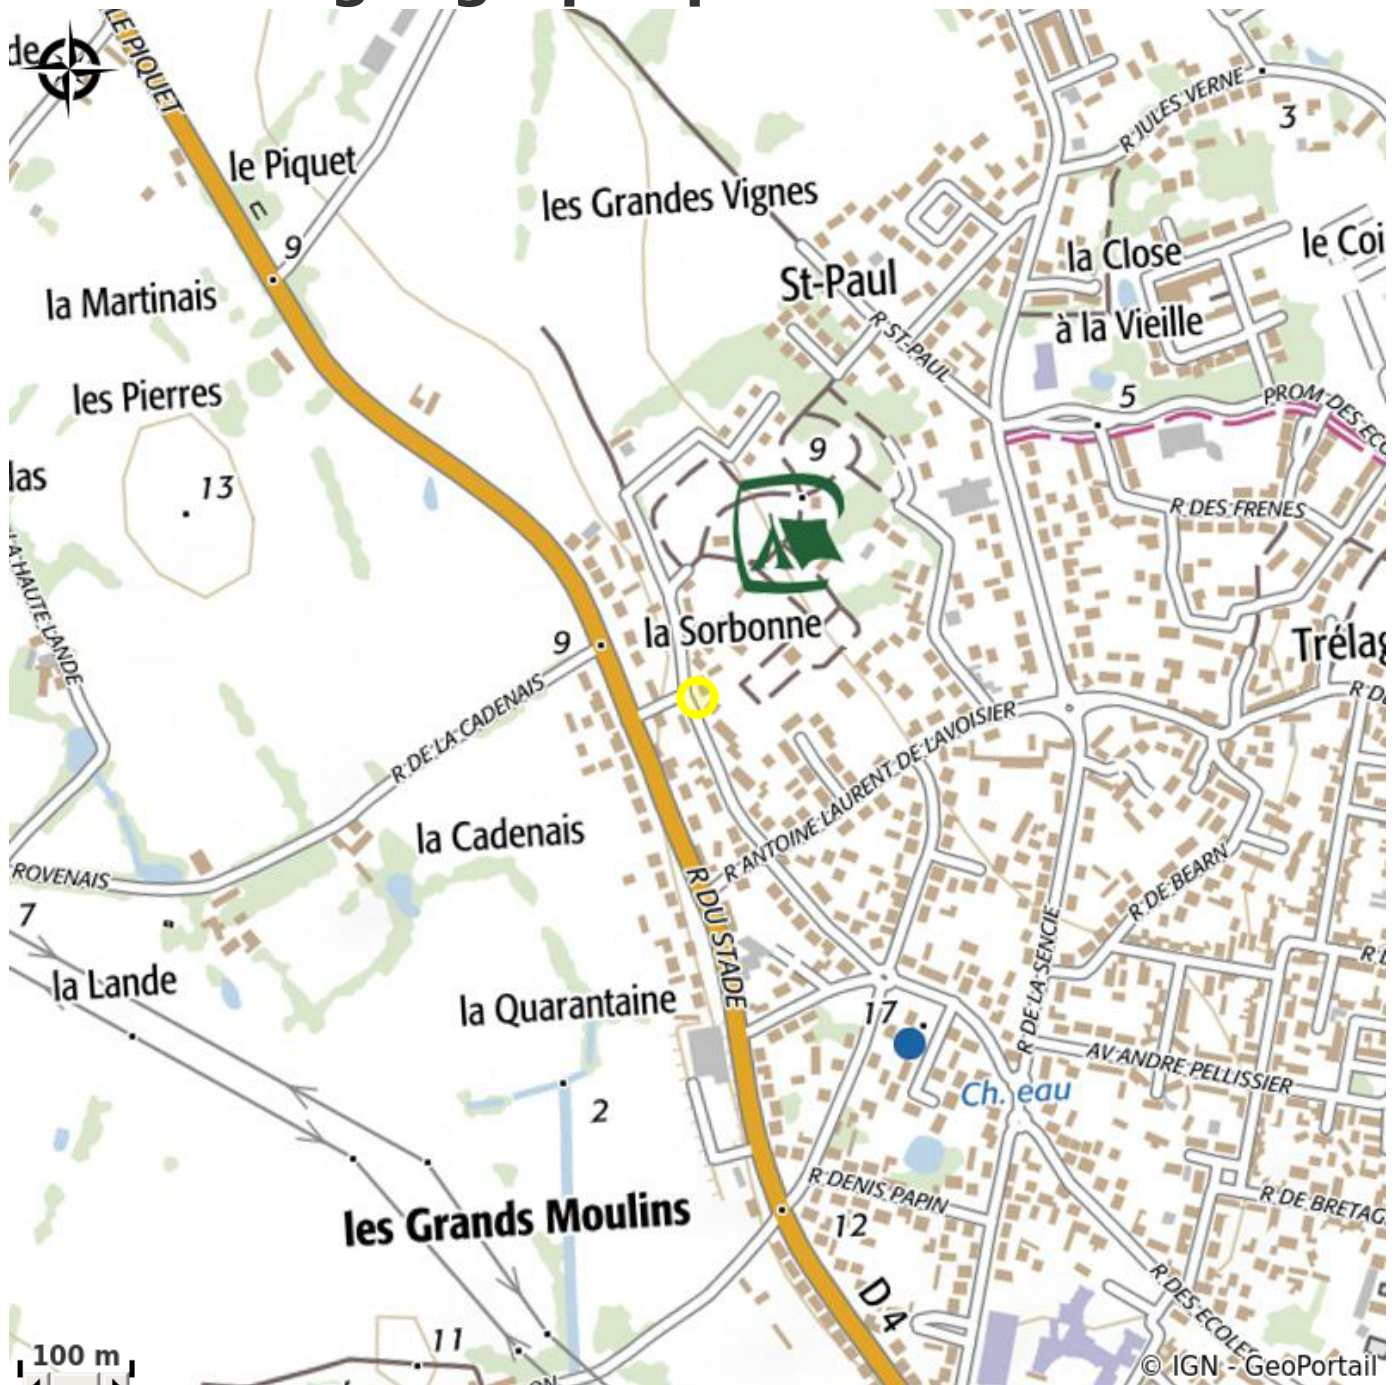 LE PIQUET
le Piquet
9
les Grandes Vignes
R JULES VERNE
3
la Close
à la Vieille
le Coi
la Martinais
St-Paul
R ST-PAUL
les Pierres
5
PROM DES ECO
13
9
R DES FRENES
LA HAUTE LANDE
la Sorbonne
9
Trélag
R DE LA CADENAIS
R ANTOINE LAURENT DE LAVOISIER
la Cadenais
ROVENAIS
7
R DU STADE
R DE BEARN
R DE LA SENCIE
la Lande
la Quarantaine
17
AV ANDRE PELLISSIER
Ch. eau
2
R DENIS PAPIN
les Grands Moulins
12
R DE BRETAG
D 4
R DES ECOLES
11
100 m
© IGN - GeoPortail